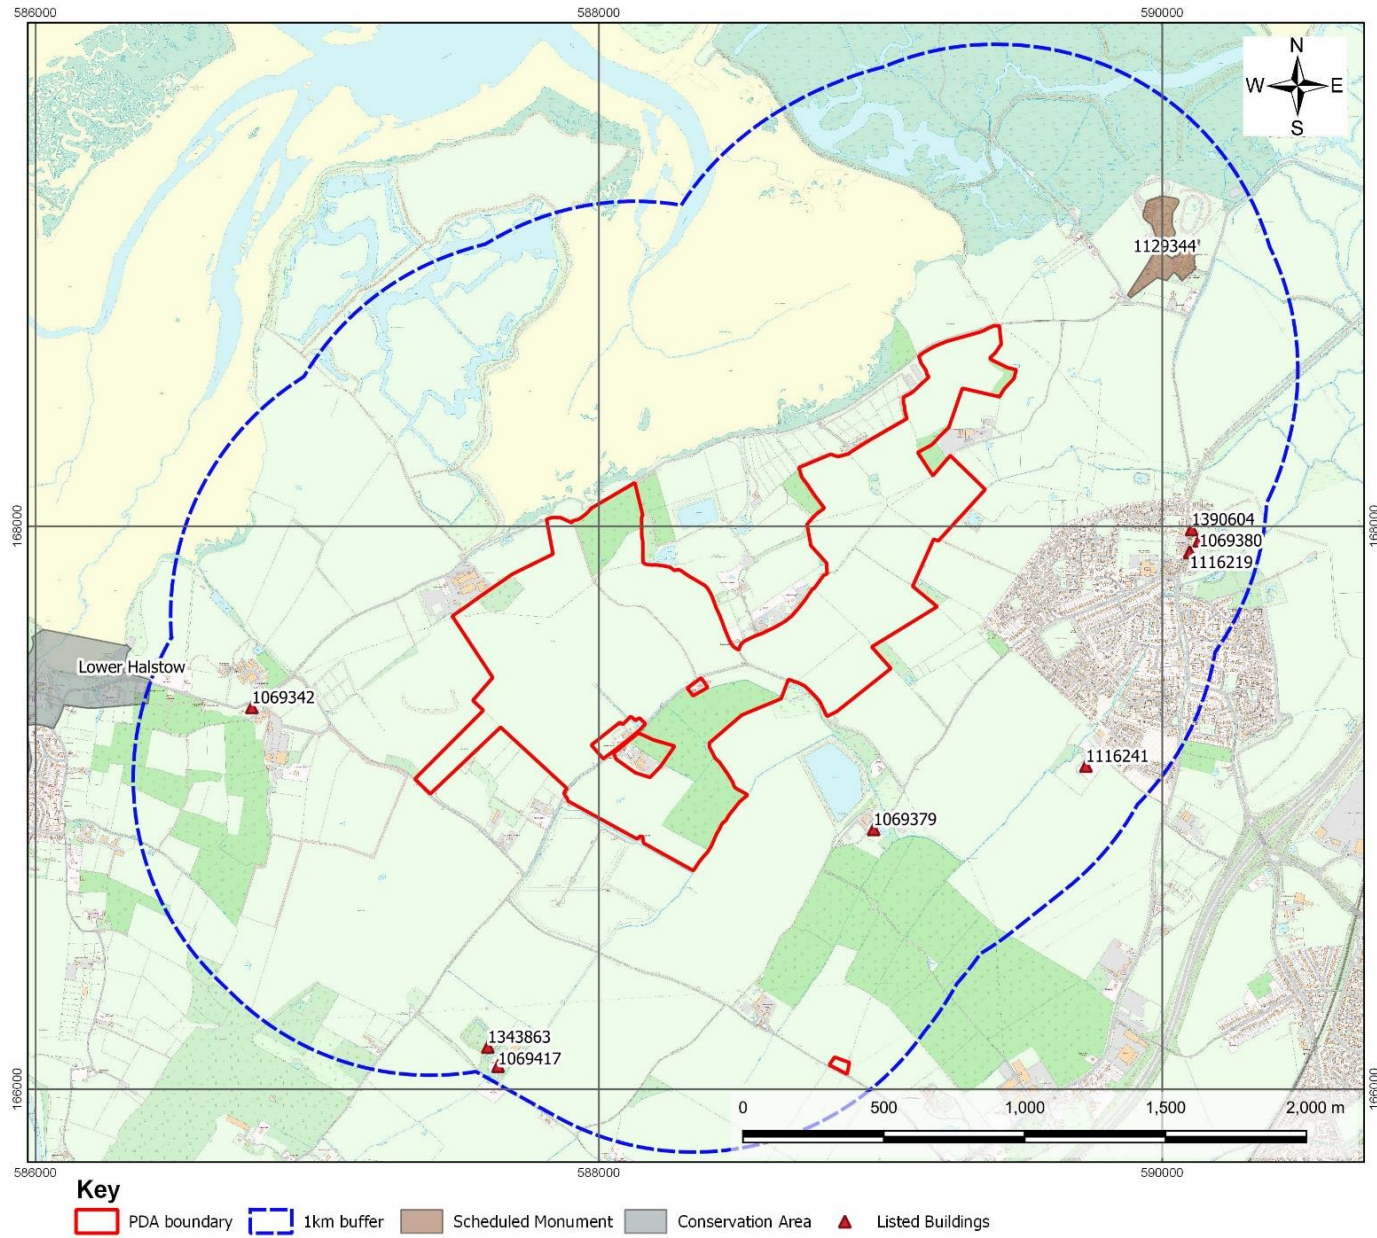 586000 588000 590000
N
W E
S
1129344
168000 168000
1390604
1069380
1116219
Lower Halstow
1069342
1116241
1069379
1343863
1069417
166000 166000
0 500 1,000 1,500 2,000 m
586000 588000 590000
Key
PDA boundary 1km buffer Scheduled Monument Conservation Area Listed Buildings